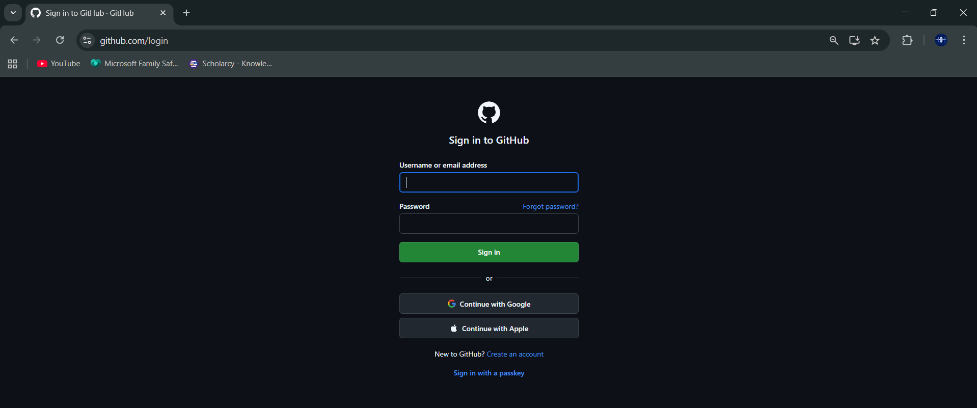 Sign in to GitHub · GitHub
github.com/login
YouTube Microsoft Family Saf... Scholarcy - Knowle...
Sign in to GitHub
Username or email address
Password Forgot password?
Sign in
or
Continue with Google
Continue with Apple
New to GitHub? Create an account
Sign in with a passkey